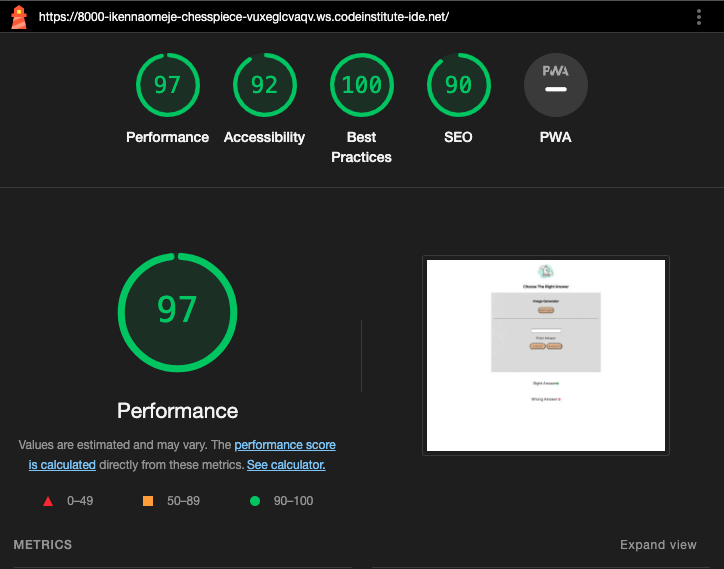 https://8000-ikennaomeje-chesspiece-vuxeglcvaqv.ws.codeinstitute-ide.net/
97 92 100 90 PWA
Performance Accessibility Best Practices SEO PWA
97
Performance
Values are estimated and may vary. The performance score
is calculated directly from these metrics. See calculator.
0–49 50–89 90–100
Choose The Right Answer
Image Generator
Right Answers
Wrong Answer
METRICS Expand view